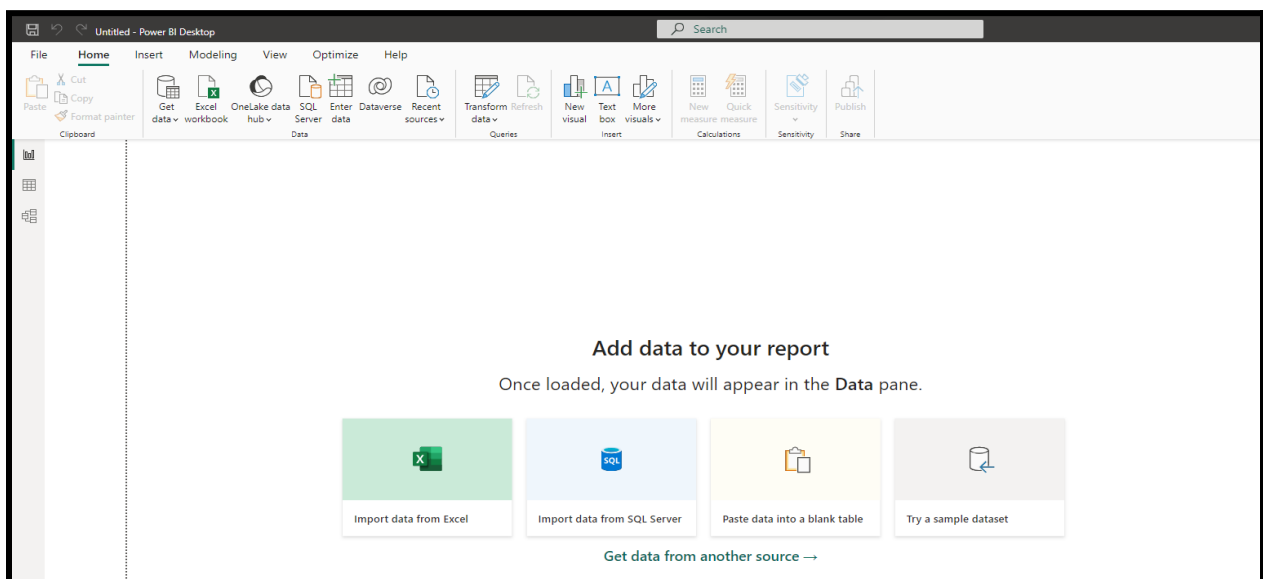 Untitled - Power BI Desktop
Search
File Home Insert Modeling View Optimize Help
Cut
Copy
Format painter
Paste
Clipboard
Get data
Excel workbook
OneLake data hub
SQL Server
Enter data
Dataverse
Recent sources
Data
Transform data
Refresh
Queries
New visual
A
Text box
More visuals
Insert
New measure
Quick measure
Calculations
Sensitivity
Sensitivity
Publish
Share
Add data to your report
Once loaded, your data will appear in the Data pane.
X
SQL
Import data from Excel
Import data from SQL Server
Paste data into a blank table
Try a sample dataset
Get data from another source →